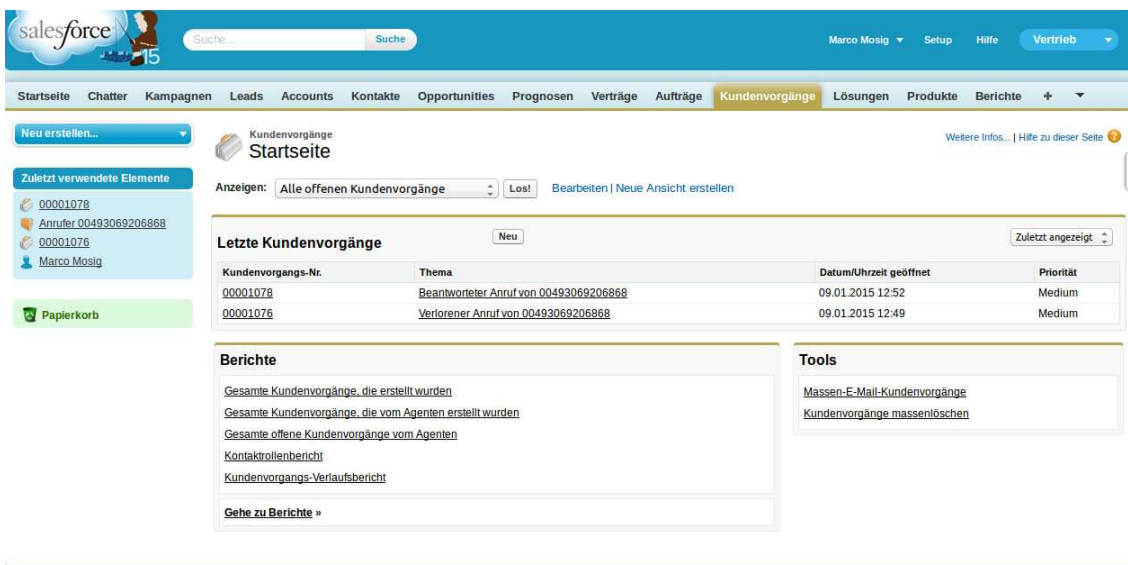 salesforce
15
Suche...
Suche
Marco Mosig
Setup
Hilfe
Vertrieb
Startseite Chatter Kampagnen Leads Accounts Kontakte Opportunities Prognosen Verträge Aufträge Kundenvorgänge Lösungen Produkte Berichte +
Neu erstellen...
Zuletzt verwendete Elemente
00001078
Anrufer 00493069206868
00001076
Marco Mosig
Papierkorb
Kundenvorgänge
Startseite
Weitere Infos... | Hilfe zu dieser Seite ?
Anzeigen: Alle offenen Kundenvorgänge Los! Bearbeiten | Neue Ansicht erstellen
Letzte Kundenvorgänge Neu Zuletzt angezeigt
Kundenvorgangs-Nr. Thema Datum/Uhrzeit geöffnet Priorität
00001078 Beantworteter Anruf von 00493069206868 09.01.2015 12:52 Medium
00001076 Verlorener Anruf von 00493069206868 09.01.2015 12:49 Medium
Berichte
Gesamte Kundenvorgänge, die erstellt wurden
Gesamte Kundenvorgänge, die vom Agenten erstellt wurden
Gesamte offene Kundenvorgänge vom Agenten
Kontaktrollenbericht
Kundenvorgangs-Verlaufsbericht
Gehe zu Berichte »
Tools
Massen-E-Mail-Kundenvorgänge
Kundenvorgänge massenlöschen